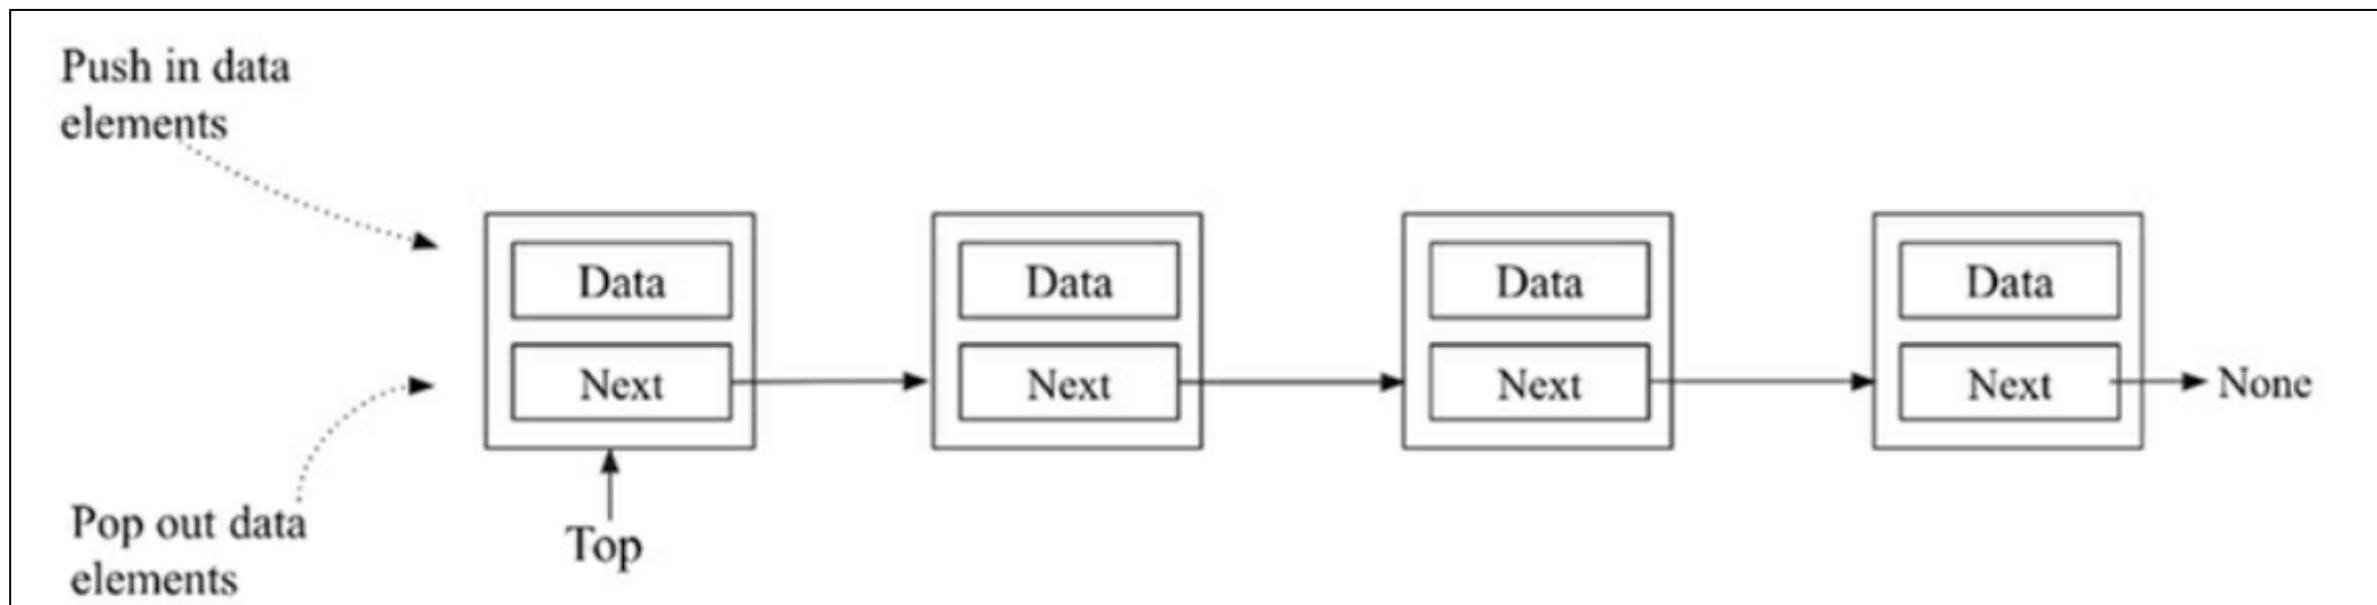 Push in data
elements
Data
Data
Data
Data
Next
Next
Next
Next
None
Top
Pop out data
elements